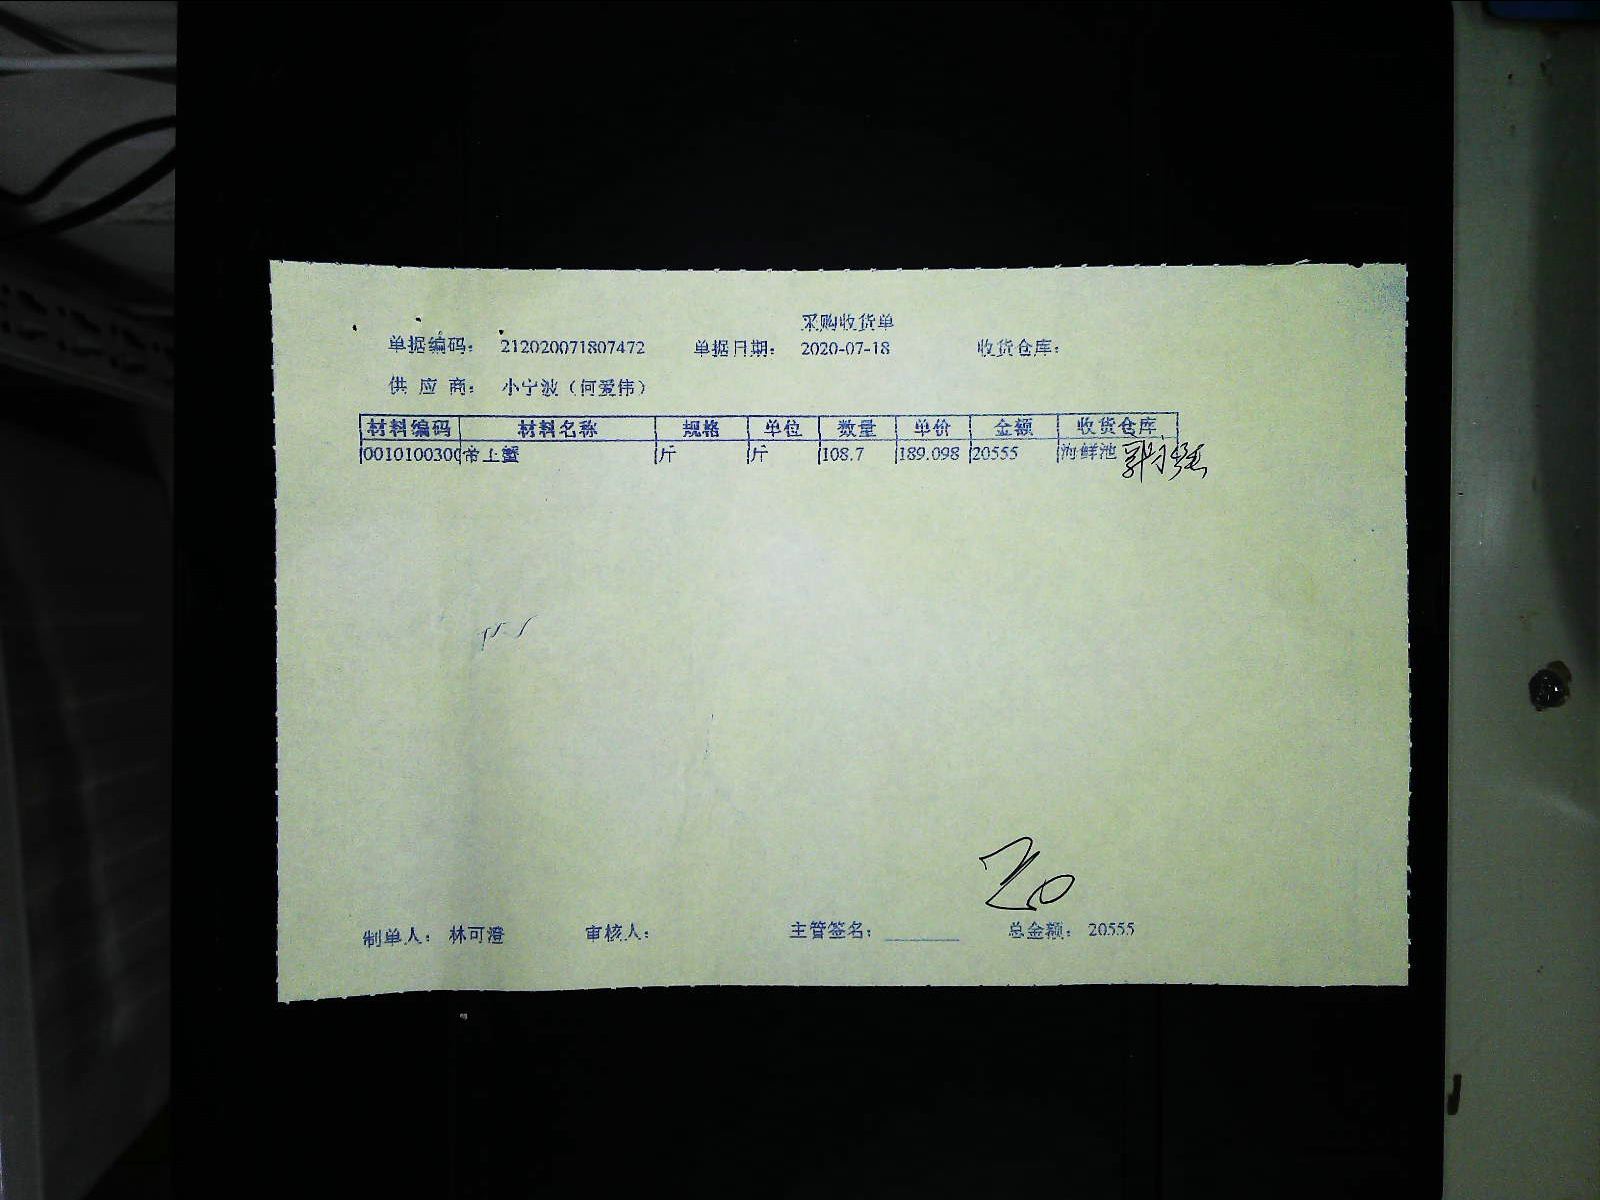 采购收货单
单据编码： 212020071807472 单据日期： 2020-07-18 收货仓库：
供 应 商： 小宁波（何爱伟）
材料编码 材料名称 规格 单位 数量 单价 金额 收货仓库
0010100300 帝王蟹 斤 斤 108.7 189.098 20555 海鲜池
制单人： 林可澄 审核人： 主管签名： 总金额： 20555